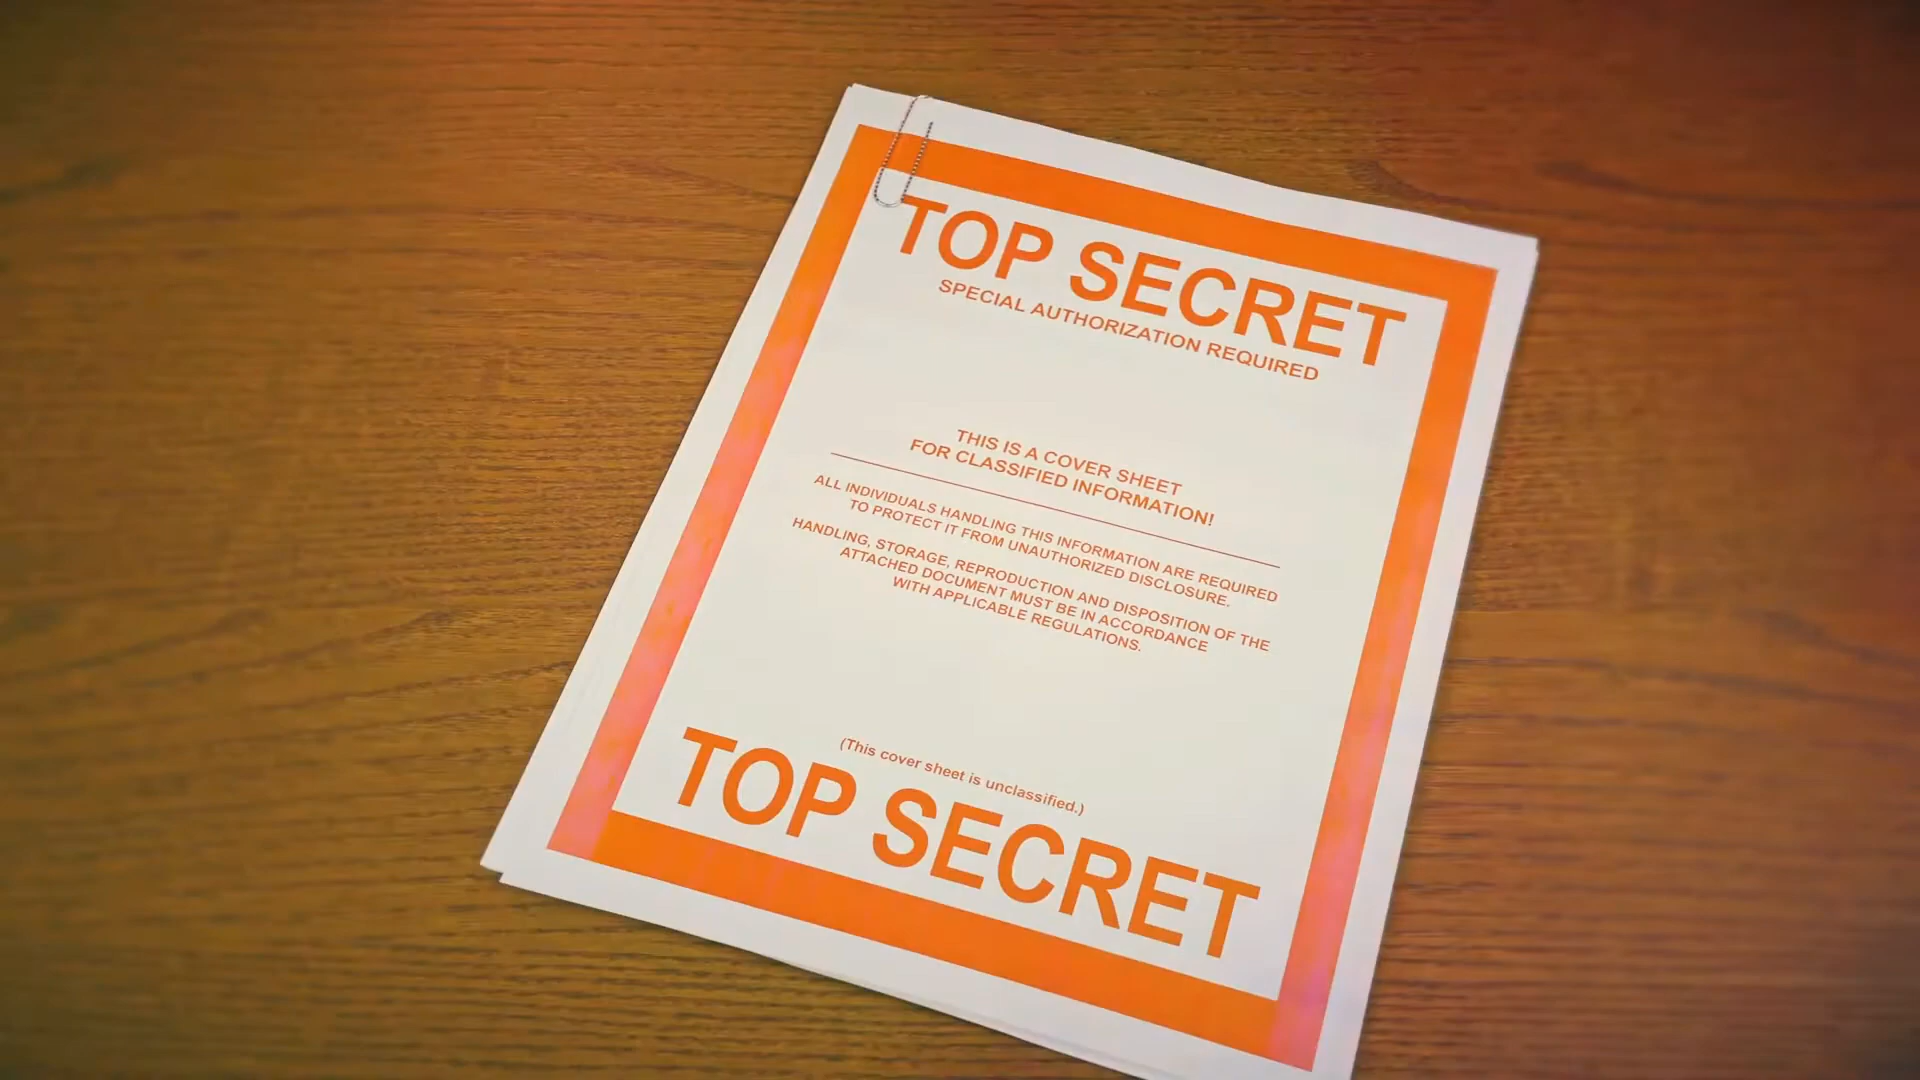 TOP SECRET
SPECIAL AUTHORIZATION REQUIRED
THIS IS A COVER SHEET
FOR CLASSIFIED INFORMATION!
ALL INDIVIDUALS HANDLING THIS INFORMATION ARE REQUIRED
TO PROTECT IT FROM UNAUTHORIZED DISCLOSURE.
HANDLING, STORAGE, REPRODUCTION AND DISPOSITION OF THE
ATTACHED DOCUMENT MUST BE IN ACCORDANCE
WITH APPLICABLE REGULATIONS.
(This cover sheet is unclassified.)
TOP SECRET